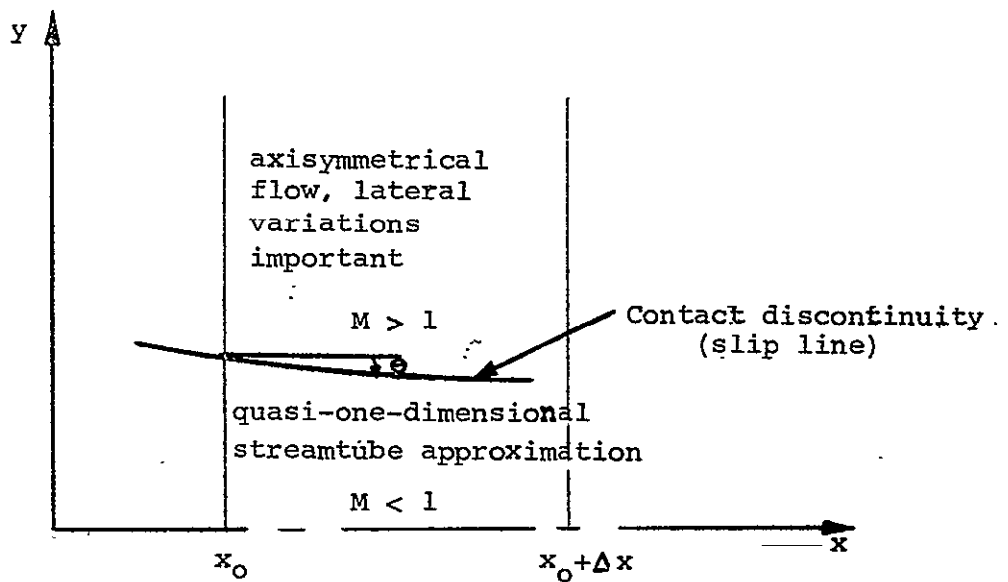 y
axisymmetrical
flow, lateral
variations
important
M > 1
Contact discontinuity
(slip line)
Θ
quasi-one-dimensional
streamtube approximation
M < 1
x
x₀
x₀+Δx